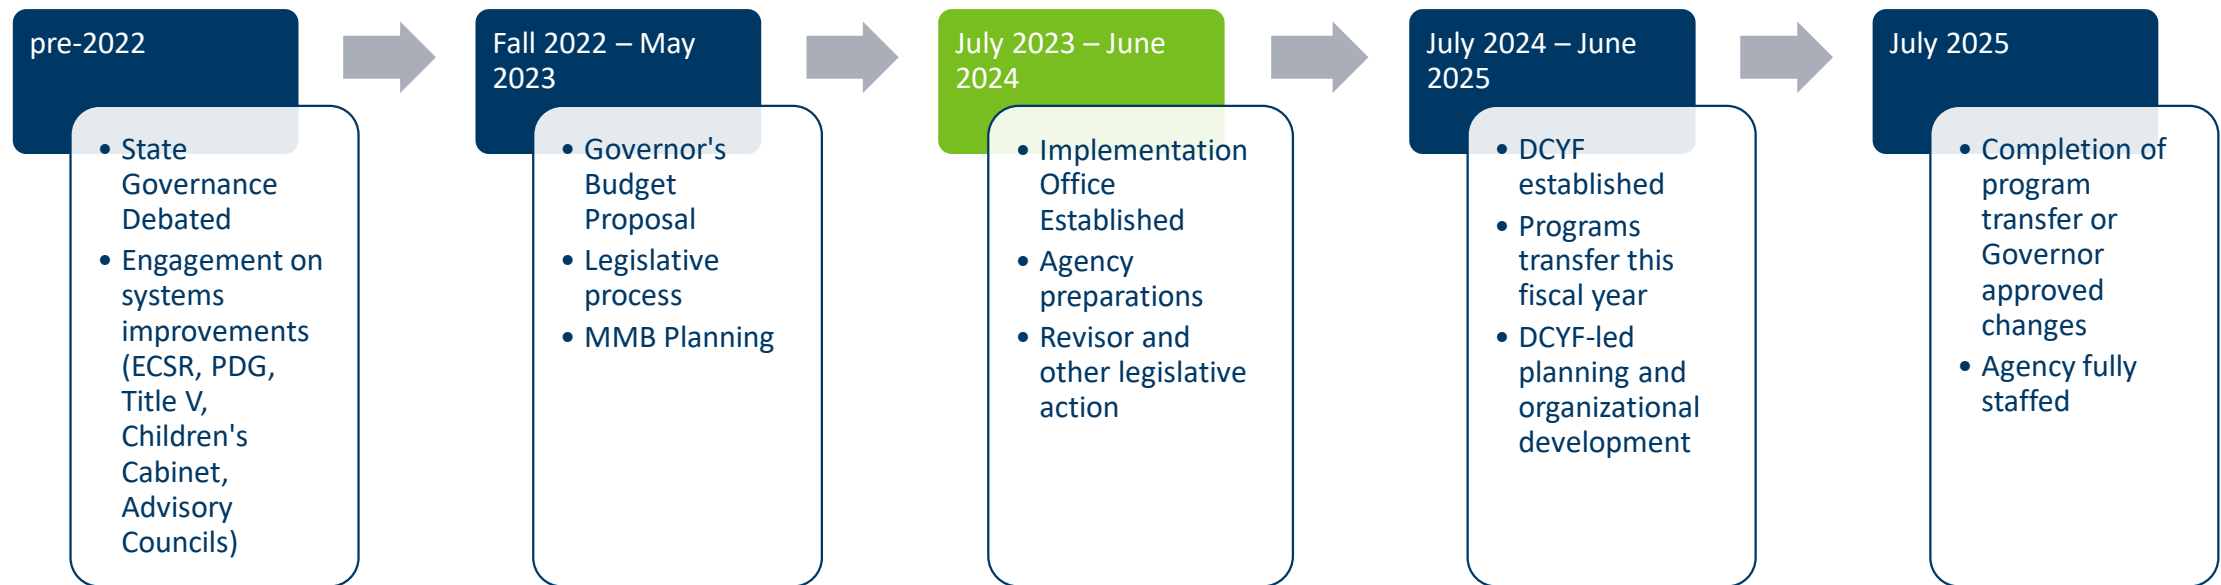 pre-2022
• State
Governance
Debated
• Engagement on
systems
improvements
(ECSR, PDG,
Title V,
Children's
Cabinet,
Advisory
Councils)
Fall 2022 – May
2023
• Governor's
Budget
Proposal
• Legislative
process
• MMB Planning
July 2023 – June
2024
• Implementation
Office
Established
• Agency
preparations
• Revisor and
other legislative
action
July 2024 – June
2025
• DCYF
established
• Programs
transfer this
fiscal year
• DCYF-led
planning and
organizational
development
July 2025
• Completion of
program
transfer or
Governor
approved
changes
• Agency fully
staffed